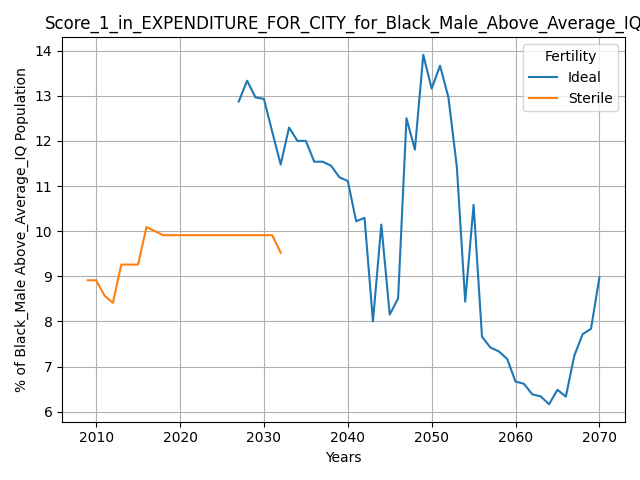 Score_1_in_EXPENDITURE_FOR_CITY_for_Black_Male_Above_Average_IQ
14
13
12
11
10
9
8
7
6
% of Black_Male Above_Average_IQ Population
Fertility
Ideal
Sterile
2010 2020 2030 2040 2050 2060 2070
Years